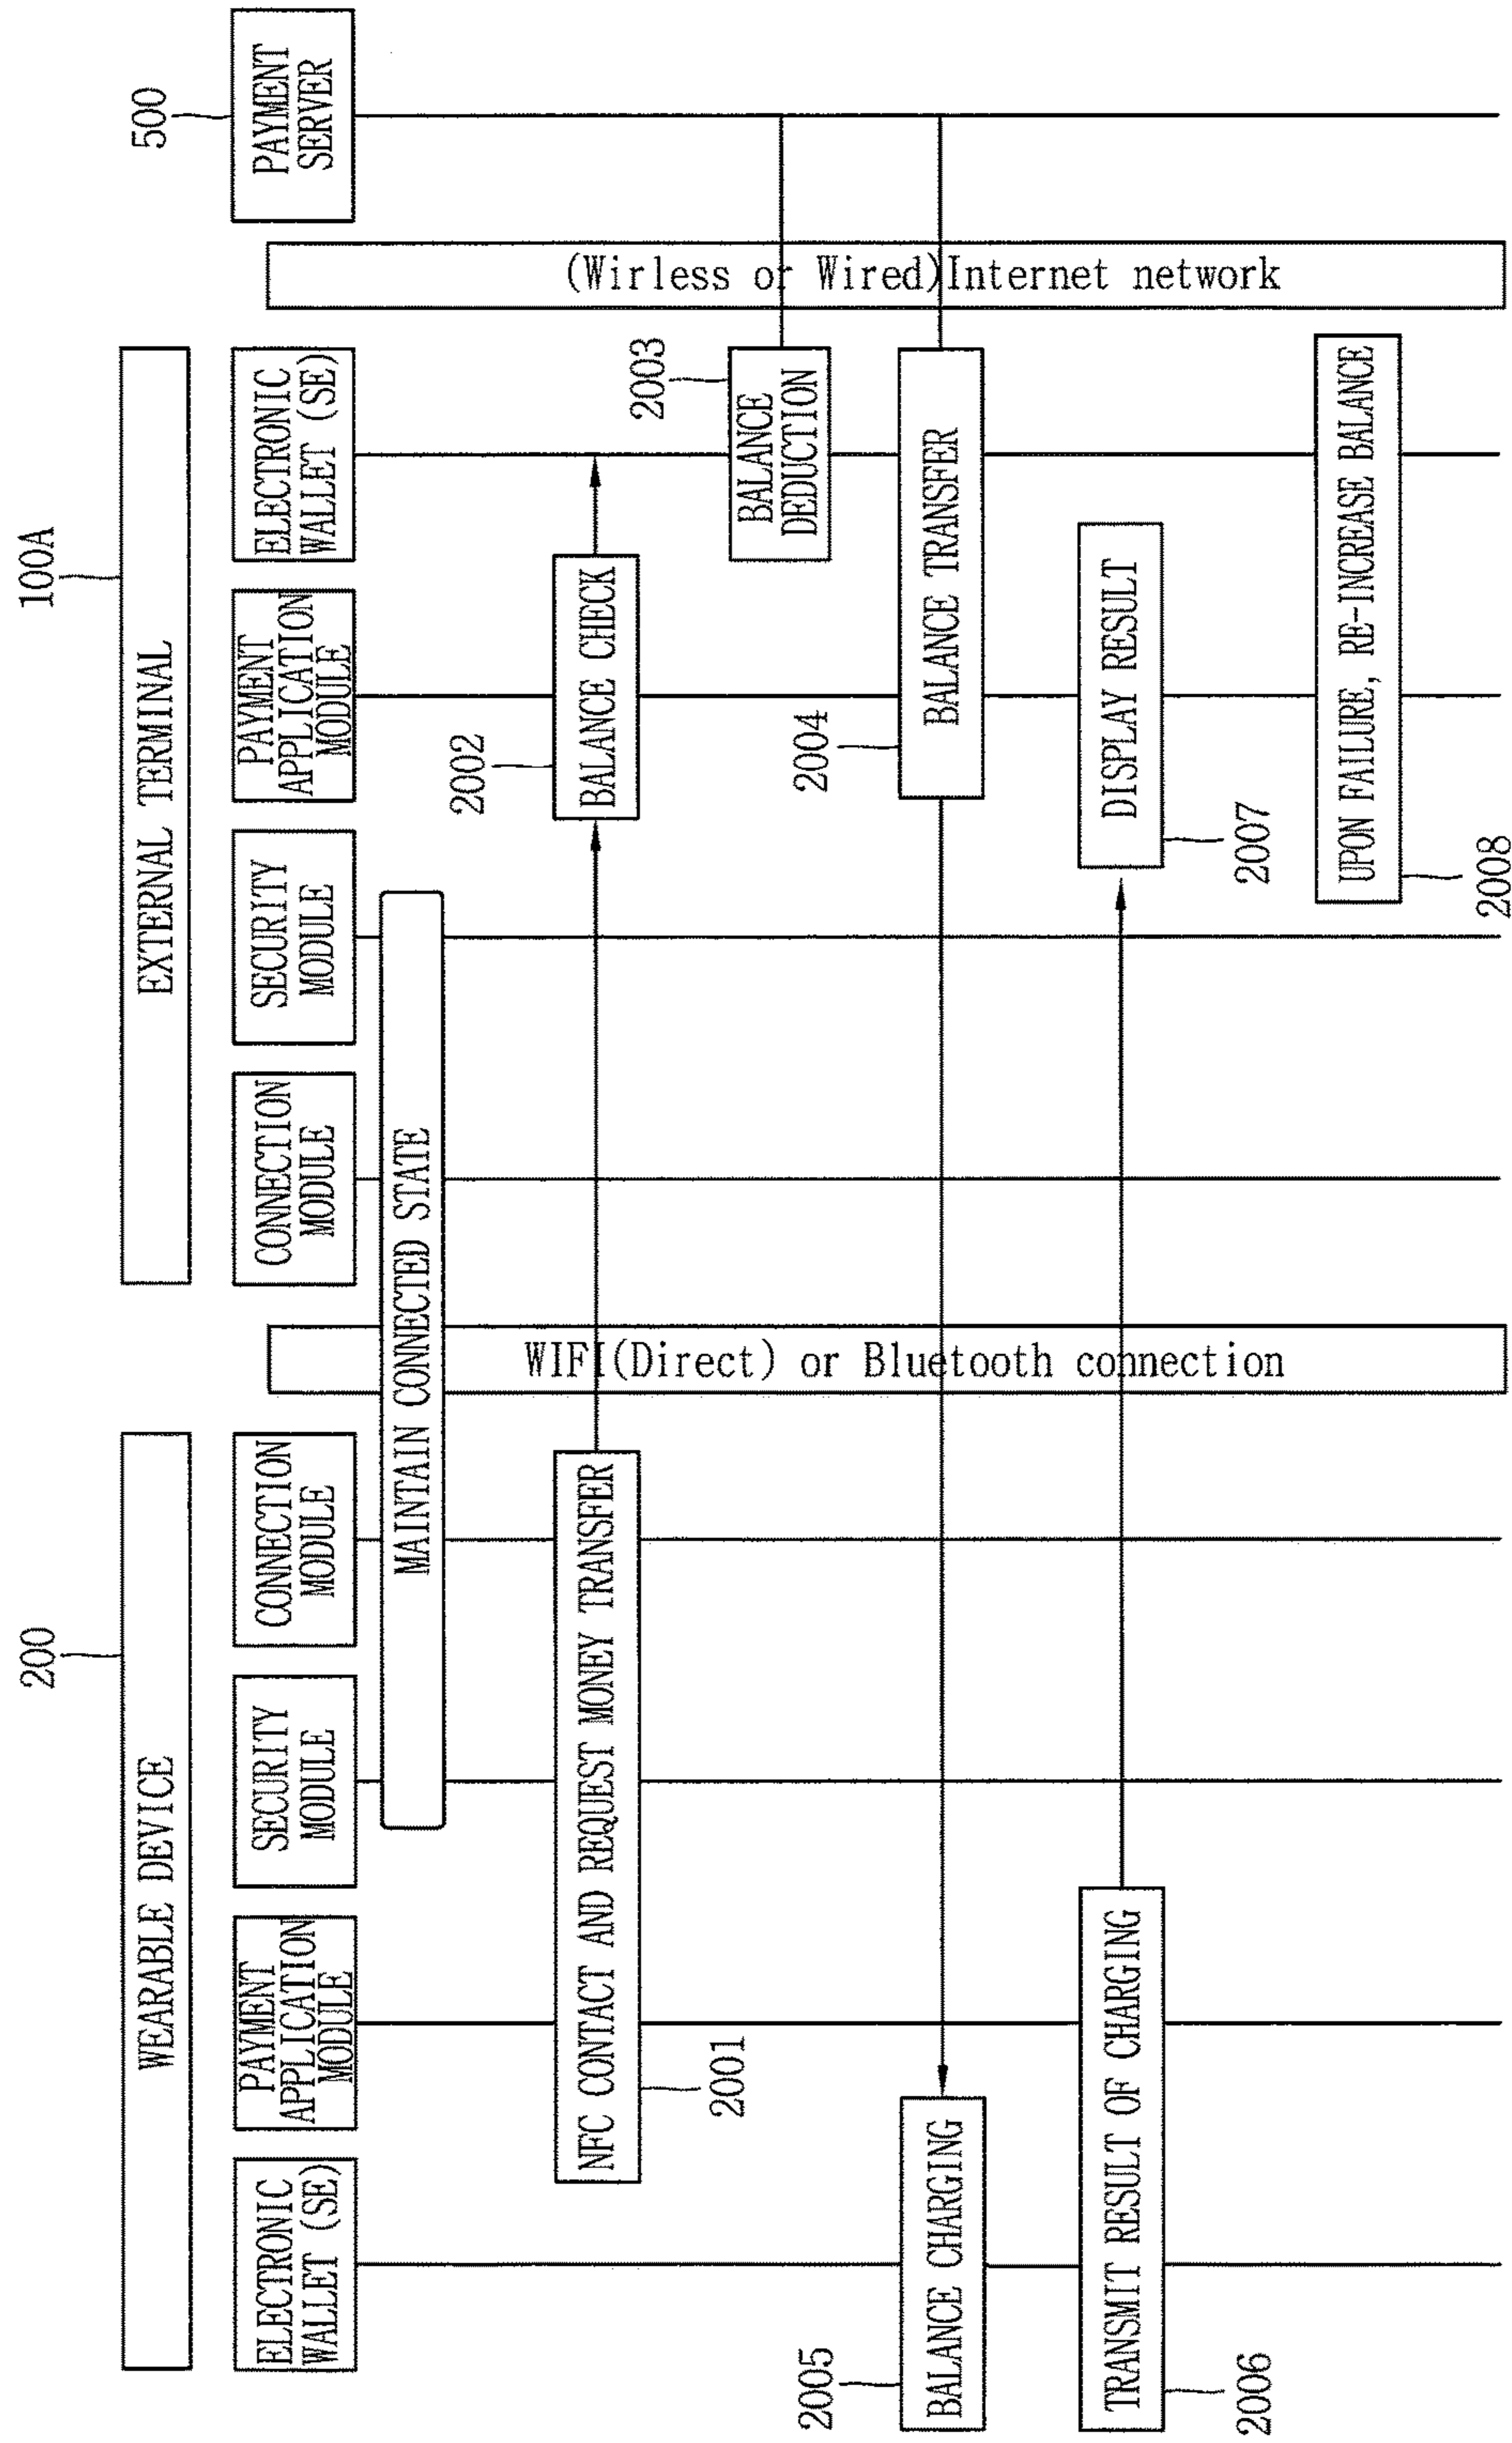 200
100A
500
WEARABLE DEVICE
EXTERNAL TERMINAL
ELECTRONIC
WALLET (SE)
PAYMENT
APPLICATION
MODULE
SECURITY
MODULE
CONNECTION
MODULE
CONNECTION
MODULE
SECURITY
MODULE
PAYMENT
APPLICATION
MODULE
ELECTRONIC
WALLET (SE)
PAYMENT
SERVER
WIFI(Direct) or Bluetooth connection
(Wirless or Wired)Internet network
MAINTAIN CONNECTED STATE
NFC CONTACT AND REQUEST MONEY TRANSFER
2001
2002
BALANCE CHECK
2003
BALANCE
DEDUCTION
2004
BALANCE TRANSFER
2005
BALANCE CHARGING
TRANSMIT RESULT OF CHARGING
2006
DISPLAY RESULT
2007
UPON FAILURE, RE-INCREASE BALANCE
2008